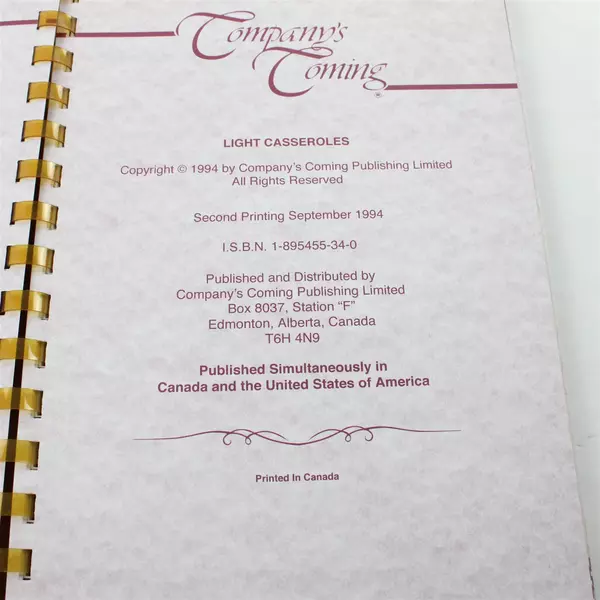 Company's
Coming
®
LIGHT CASSEROLES
Copyright © 1994 by Company's Coming Publishing Limited
All Rights Reserved
Second Printing September 1994
I.S.B.N. 1-895455-34-0
Published and Distributed by
Company's Coming Publishing Limited
Box 8037, Station "F"
Edmonton, Alberta, Canada
T6H 4N9
Published Simultaneously in
Canada and the United States of America
Printed In Canada